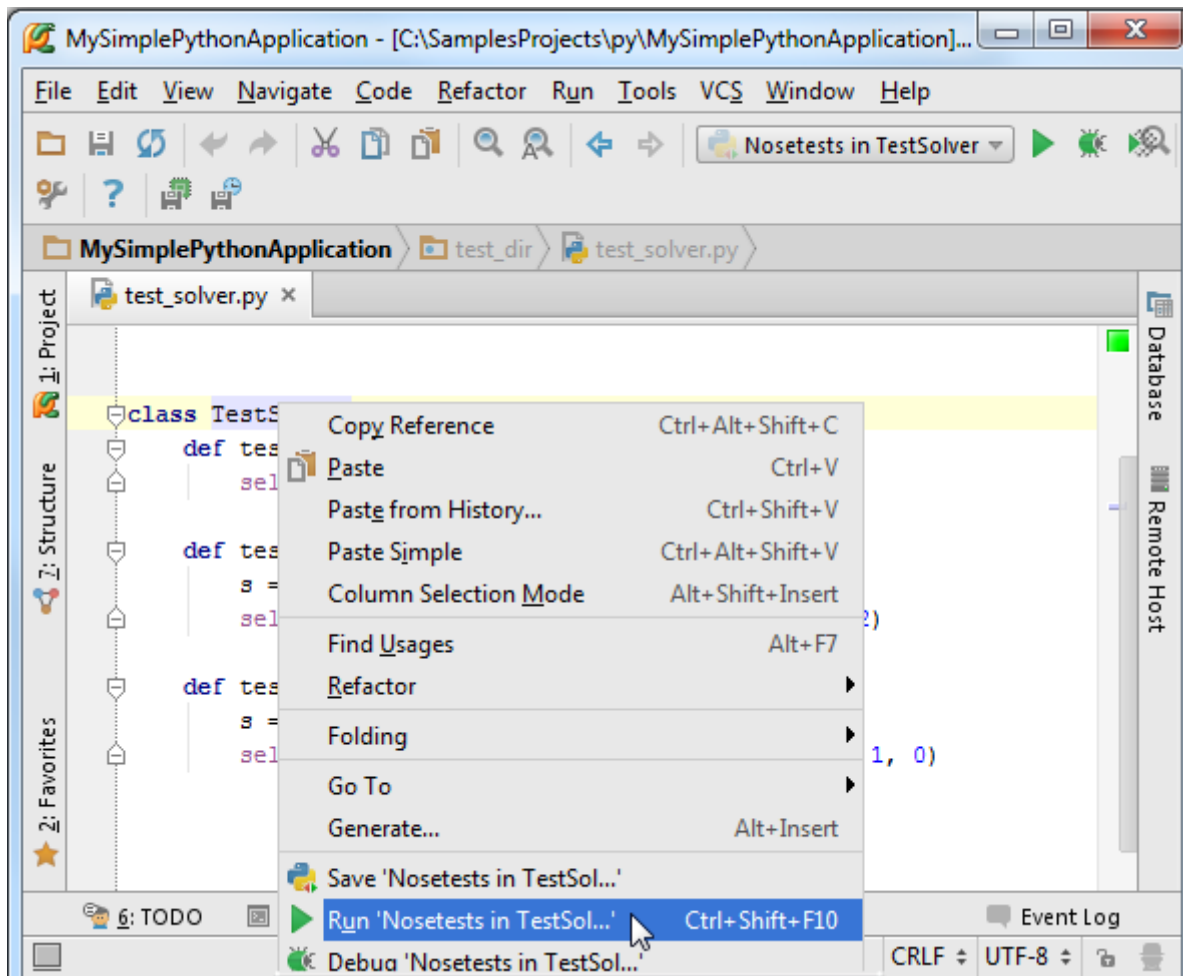 MySimplePythonApplication - [C:\SamplesProjects\py\MySimplePythonApplication]...
File Edit View Navigate Code Refactor Run Tools VCS Window Help
Nosetests in TestSolver
MySimplePythonApplication test_dir test_solver.py
test_solver.py
1: Project
7: Structure
2: Favorites
Database
Remote Host
class TestS
def tes
sel
def tes
s =
sel 2)
def tes
s =
sel 1, 0)
Copy Reference Ctrl+Alt+Shift+C
Paste Ctrl+V
Paste from History... Ctrl+Shift+V
Paste Simple Ctrl+Alt+Shift+V
Column Selection Mode Alt+Shift+Insert
Find Usages Alt+F7
Refactor
Folding
Go To
Generate... Alt+Insert
Save 'Nosetests in TestSol...'
Run 'Nosetests in TestSol...' Ctrl+Shift+F10
Debug 'Nosetests in TestSol...'
6: TODO
Event Log
CRLF UTF-8